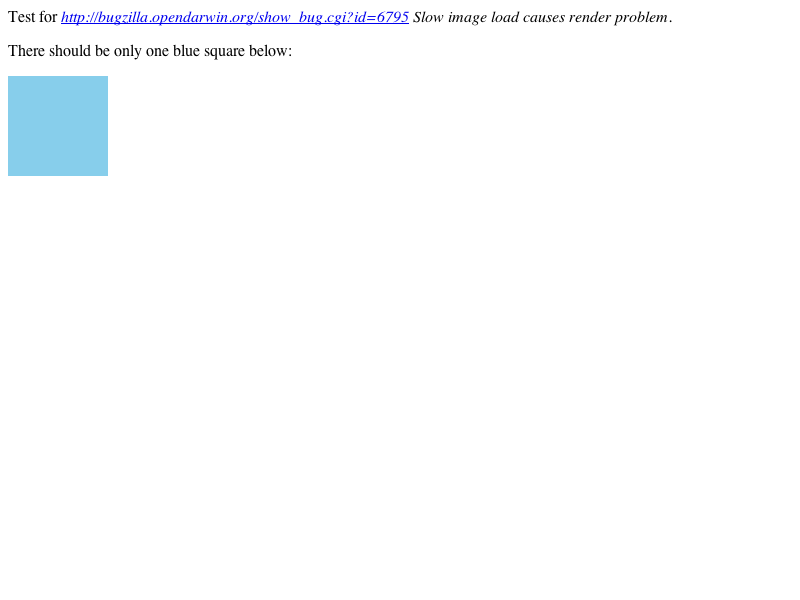 Test for http://bugzilla.opendarwin.org/show_bug.cgi?id=6795 Slow image load causes render problem.
There should be only one blue square below: